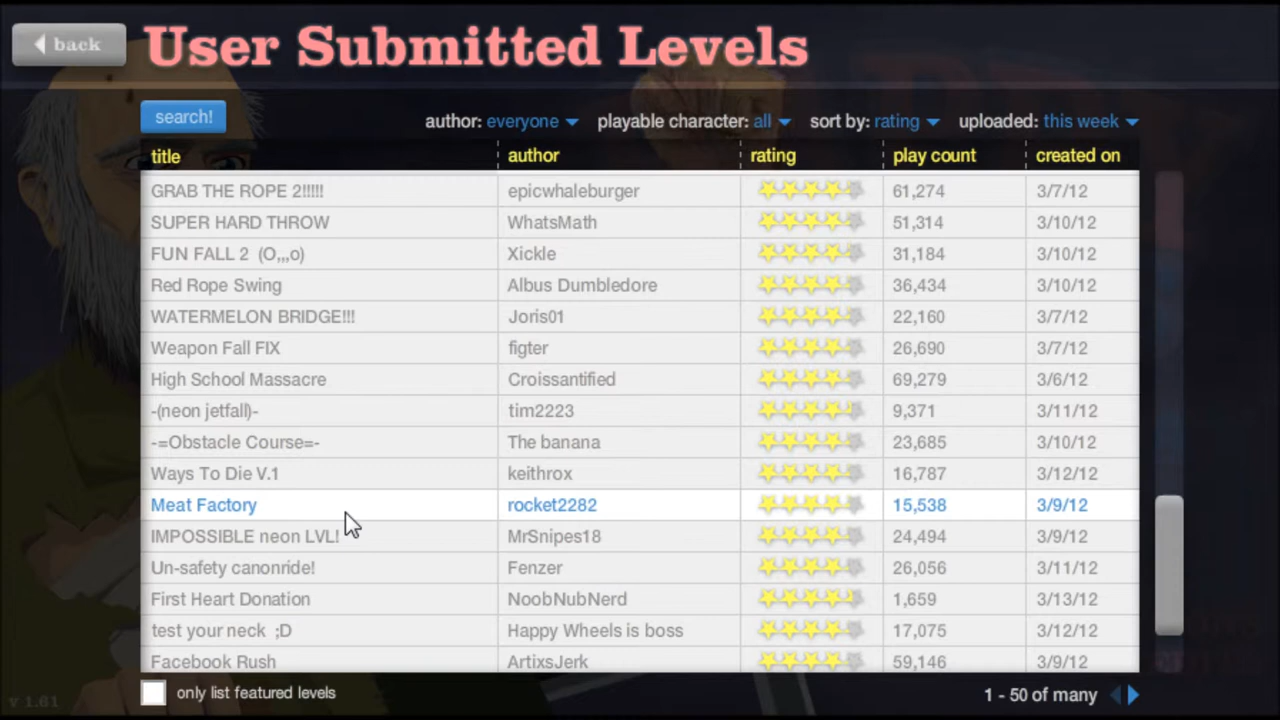 back
User Submitted Levels
search!
author: everyone playable character: all sort by: rating uploaded: this week
title author rating play count created on
GRAB THE ROPE 2!!!!! epicwhaleburger 61,274 3/7/12
SUPER HARD THROW WhatsMath 51,314 3/10/12
FUN FALL 2 (O,,,o) Xickle 31,184 3/10/12
Red Rope Swing Albus Dumbledore 36,434 3/10/12
WATERMELON BRIDGE!!! Joris01 22,160 3/7/12
Weapon Fall FIX figter 26,690 3/7/12
High School Massacre Croissantified 69,279 3/6/12
-(neon jetfall)- tim2223 9,371 3/11/12
-=Obstacle Course=- The banana 23,685 3/10/12
Ways To Die V.1 keithrox 16,787 3/12/12
Meat Factory rocket2282 15,538 3/9/12
IMPOSSIBLE neon LVL! MrSnipes18 24,494 3/9/12
Un-safety canonride! Fenzer 26,056 3/11/12
First Heart Donation NoobNubNerd 1,659 3/13/12
test your neck ;D Happy Wheels is boss 17,075 3/12/12
Facebook Rush ArtixsJerk 59,146 3/9/12
only list featured levels 1 - 50 of many
v 1.61